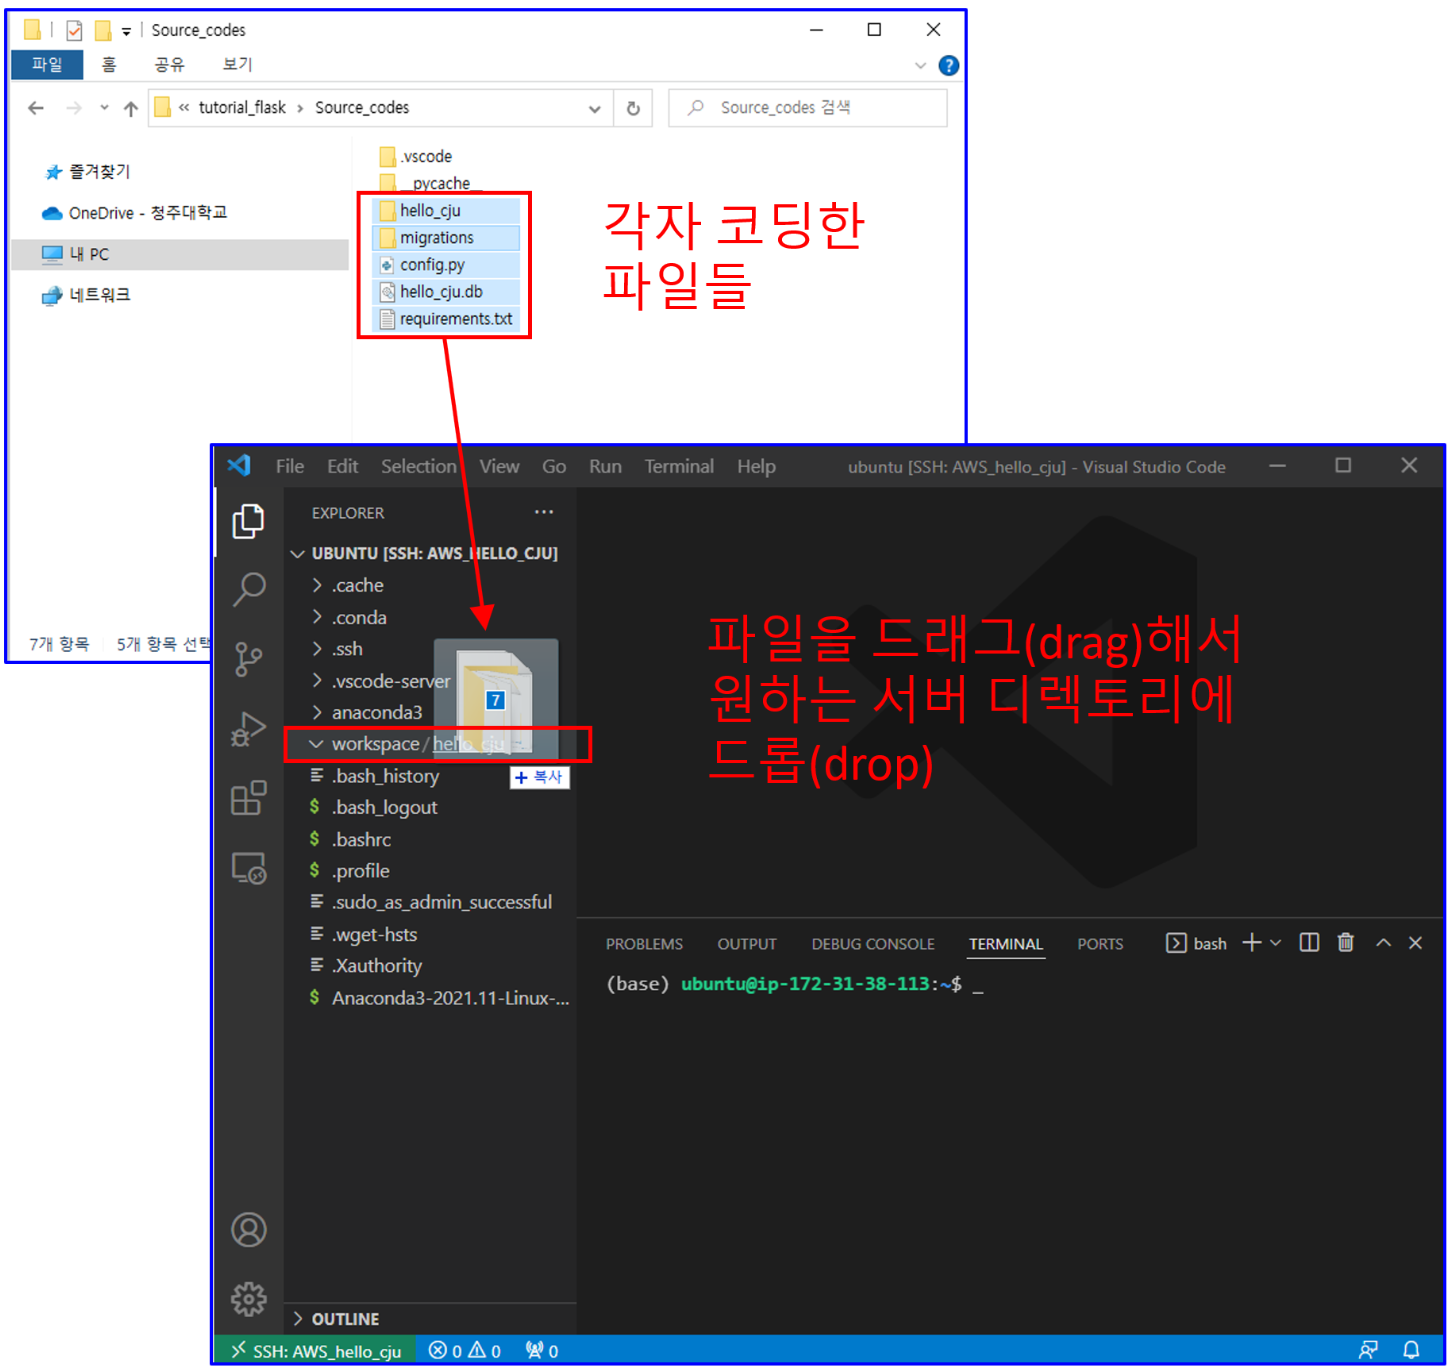 Source_codes
파일 홈 공유 보기
« tutorial_flask › Source_codes
Source_codes 검색
즐겨찾기
OneDrive - 청주대학교
내 PC
네트워크
.vscode
__pycache__
hello_cju
migrations
config.py
hello_cju.db
requirements.txt
각자 코딩한
파일들
7개 항목 5개 항목 선택
File Edit Selection View Go Run Terminal Help
ubuntu [SSH: AWS_hello_cju] - Visual Studio Code
EXPLORER ...
UBUNTU [SSH: AWS_HELLO_CJU]
.cache
.conda
.ssh
.vscode-server
anaconda3
workspace / hello_cju
.bash_history
.bash_logout
.bashrc
.profile
.sudo_as_admin_successful
.wget-hsts
.Xauthority
Anaconda3-2021.11-Linux-...
7
+ 복사
파일을 드래그(drag)해서
원하는 서버 디렉토리에
드롭(drop)
PROBLEMS OUTPUT DEBUG CONSOLE TERMINAL PORTS bash
(base) ubuntu@ip-172-31-38-113:~$ _
OUTLINE
SSH: AWS_hello_cju 0 0 0